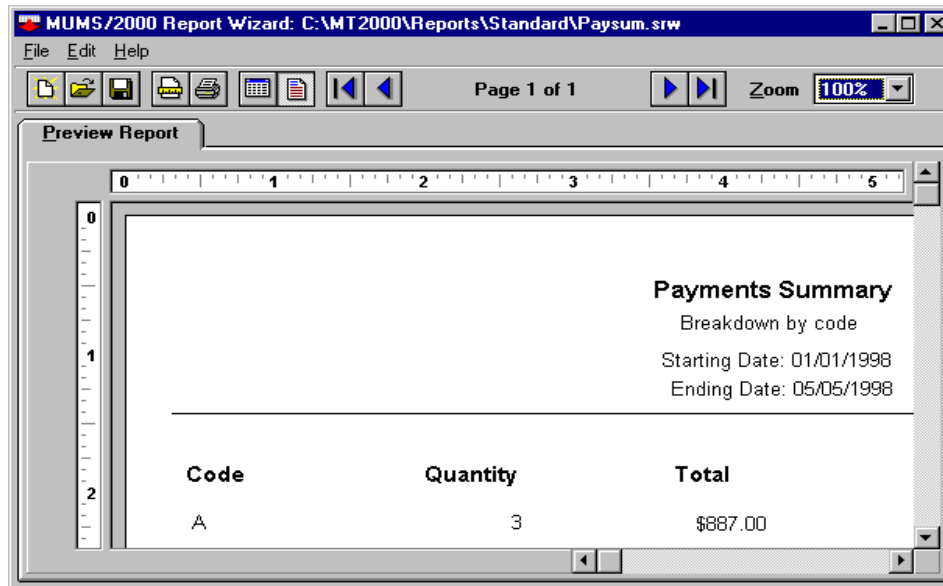 MUMS/2000 Report Wizard: C:\MT2000\Reports\Standard\Paysum.srw
File Edit Help
Page 1 of 1 Zoom 100%
Preview Report
0 1 2 3 4 5
0
Payments Summary
Breakdown by code
1
Starting Date: 01/01/1998
Ending Date: 05/05/1998
Code Quantity Total
2
A 3 $887.00